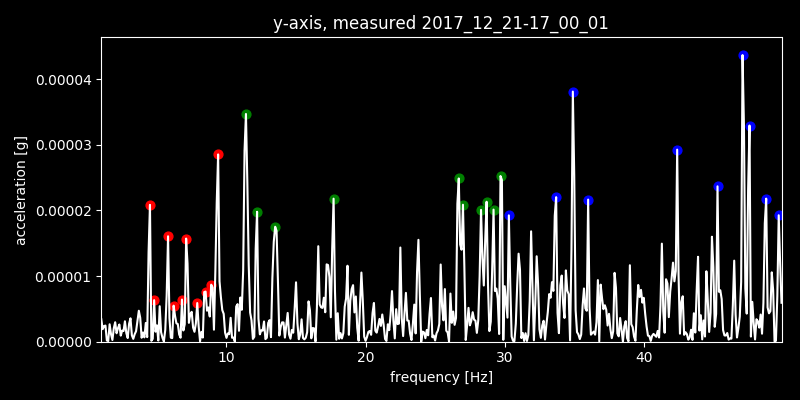 y-axis, measured 2017_12_21-17_00_01
0.00004
0.00003
0.00002
0.00001
0.00000
acceleration [g]
10 20 30 40
frequency [Hz]